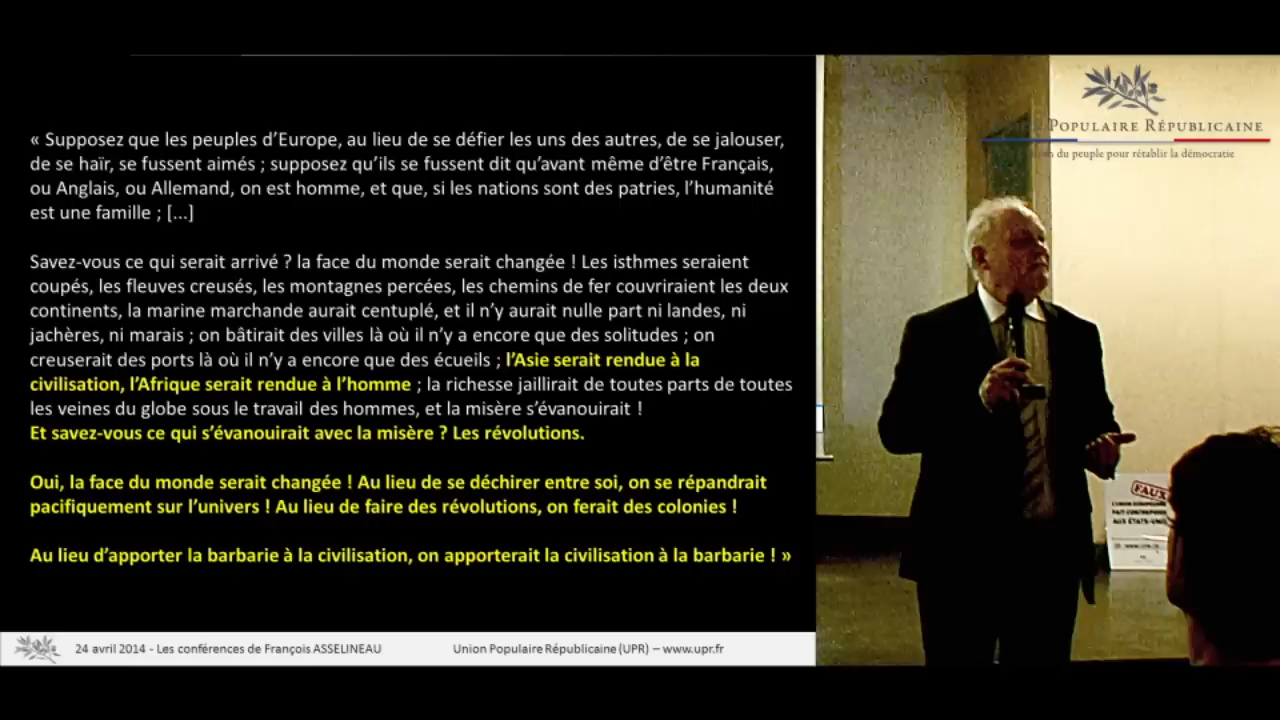 « Supposez que les peuples d’Europe, au lieu de se défier les uns des autres, de se jalouser,
de se haïr, se fussent aimés ; supposez qu’ils se fussent dit qu’avant même d’être Français,
ou Anglais, ou Allemand, on est homme, et que, si les nations sont des patries, l’humanité
est une famille ; [...]
Savez-vous ce qui serait arrivé ? la face du monde serait changée ! Les isthmes seraient
coupés, les fleuves creusés, les montagnes percées, les chemins de fer couvriraient les deux
continents, la marine marchande aurait centuplé, et il n’y aurait nulle part ni landes, ni
jachères, ni marais ; on bâtirait des villes là où il n’y a encore que des solitudes ; on
creuserait des ports là où il n’y a encore que des écueils ; l’Asie serait rendue à la
civilisation, l’Afrique serait rendue à l’homme ; la richesse jaillirait de toutes parts de toutes
les veines du globe sous le travail des hommes, et la misère s’évanouirait !
Et savez-vous ce qui s’évanouirait avec la misère ? Les révolutions.
Oui, la face du monde serait changée ! Au lieu de se déchirer entre soi, on se répandrait
pacifiquement sur l’univers ! Au lieu de faire des révolutions, on ferait des colonies !
Au lieu d’apporter la barbarie à la civilisation, on apporterait la civilisation à la barbarie ! »
24 avril 2014 - Les conférences de François ASSELINEAU
Union Populaire Républicaine (UPR) – www.upr.fr
POPULAIRE RÉPUBLICAINE
du peuple pour rétablir la démocratie
FAUX
L'UNION EUROPÉENNE
FAIT CONTREPOIDS
AUX ÉTATS-UNIS